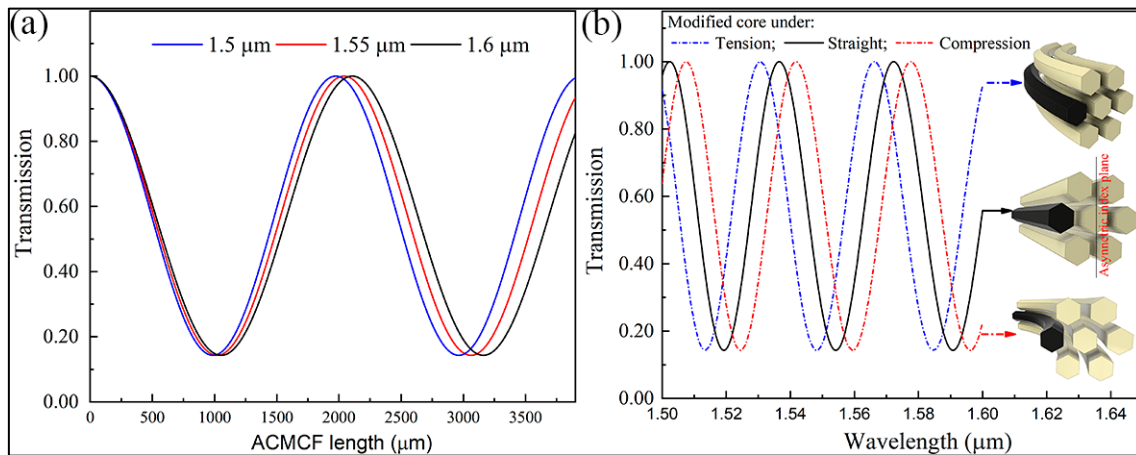 (a)
1.5 μm
1.55 μm
1.6 μm
Transmission
1.00
0.80
0.60
0.40
0.20
0.00
0
500
1000
1500
2000
2500
3000
3500
ACMCF length (μm)
(b)
Modified core under:
Tension;
Straight;
Compression
Transmission
1.00
0.80
0.60
0.40
0.20
0.00
1.50
1.52
1.54
1.56
1.58
1.60
1.62
1.64
Wavelength (μm)
Asymmetric index plane